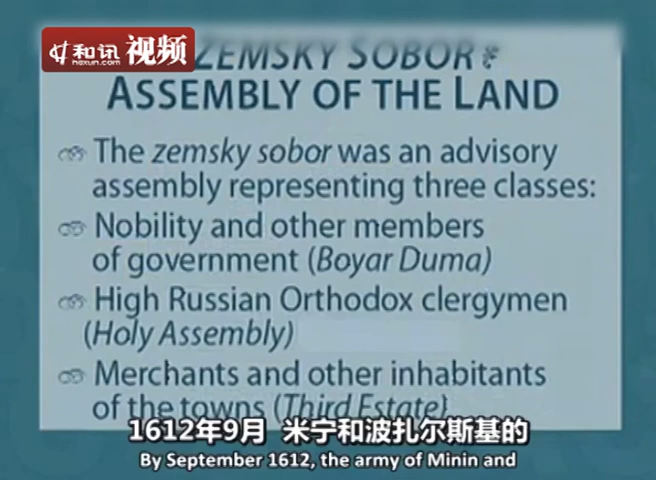 和讯 视频
hexun.com
ZEMSKY SOBOR
ASSEMBLY OF THE LAND
The zemsky sobor was an advisory
assembly representing three classes:
Nobility and other members
of government (Boyar Duma)
High Russian Orthodox clergymen
(Holy Assembly)
Merchants and other inhabitants
of the towns (Third Estate)
1612年9月 米宁和波扎尔斯基的
By September 1612, the army of Minin and